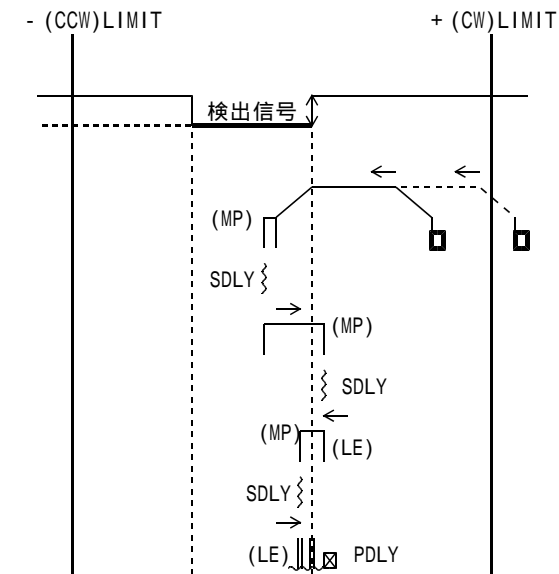 - (CCW)LIMIT
+ (CW)LIMIT
検出信号
(MP)
SDLY
(MP)
SDLY
(MP)
(LE)
SDLY
(LE)
PDLY